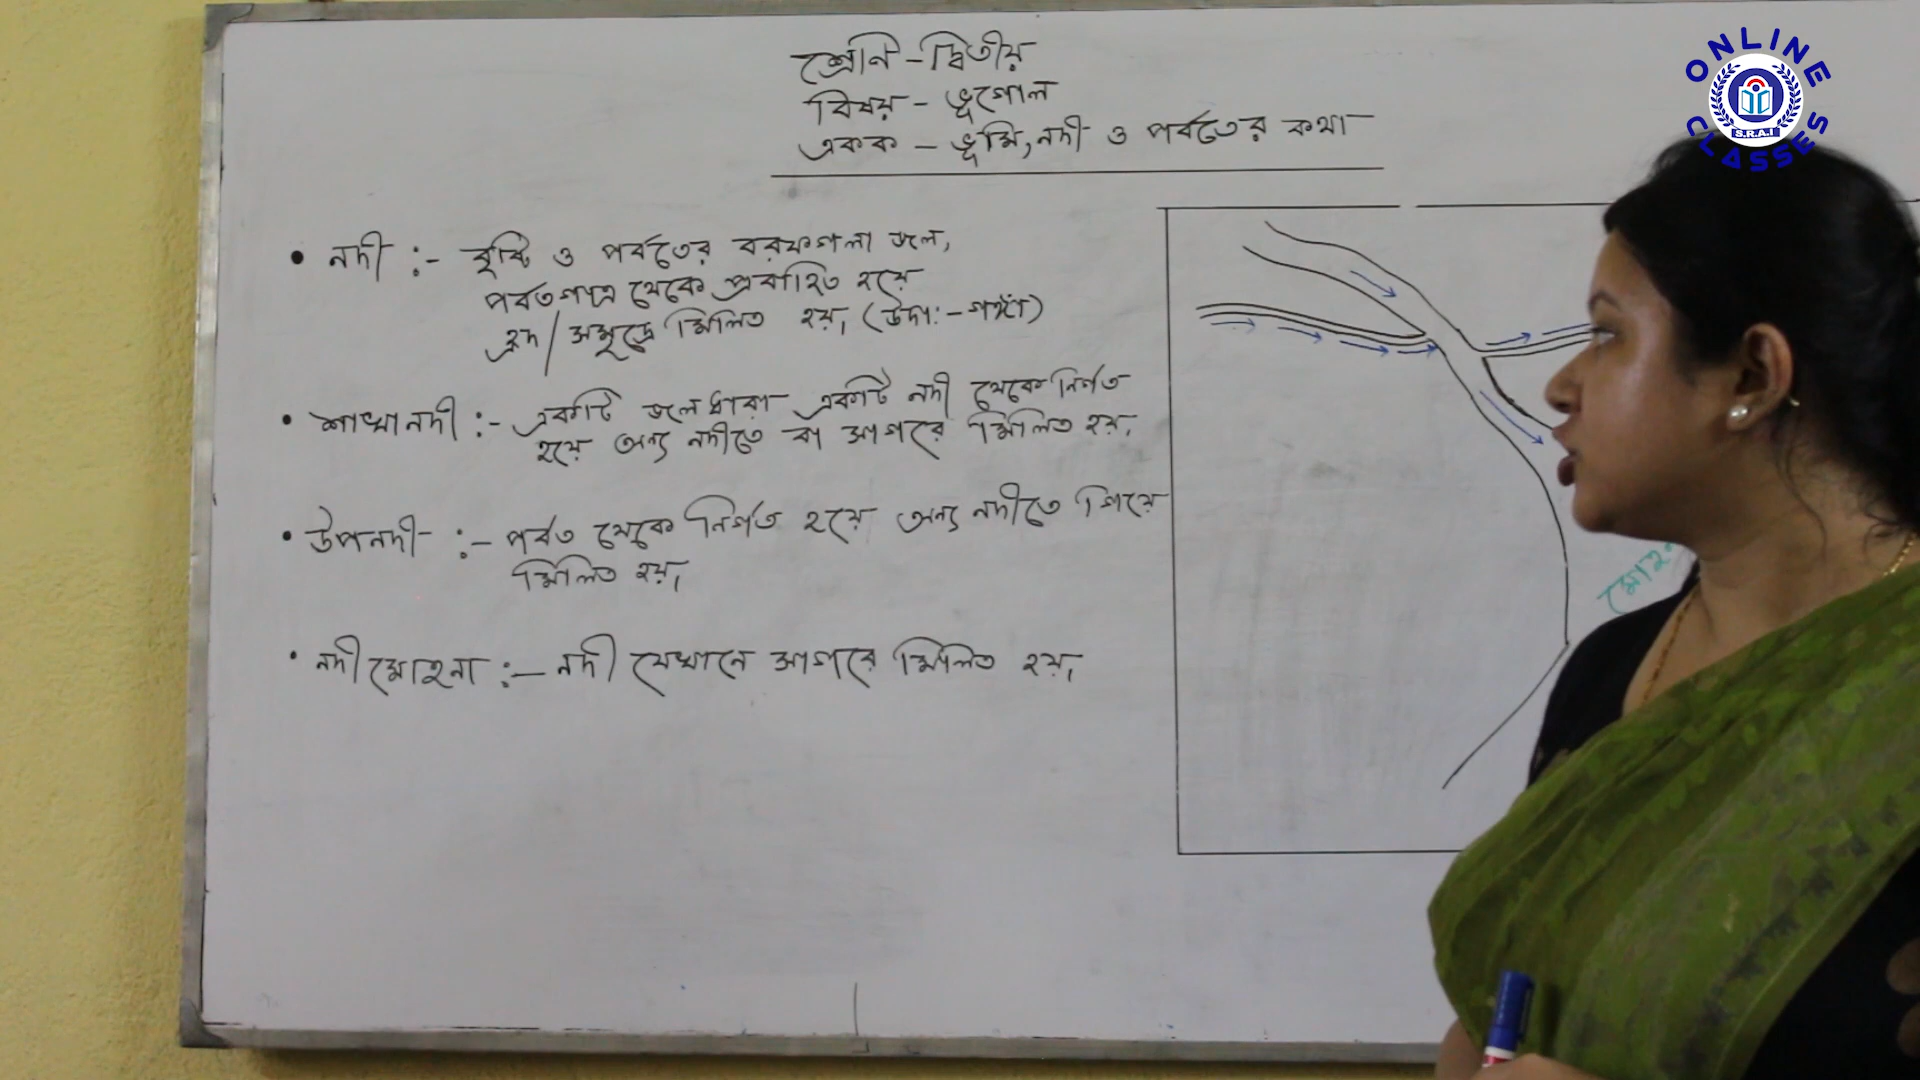 শ্রেনি - দ্বিতীয়
বিষয় - ভূগোল
একক - ভূমি, নদী ও পর্বতের কথা
ONLINE CLASSES
S.R.A.I
• নদী :- বৃষ্টি ও পর্বতের বরফগলা জল,
পর্বতগাত্র থেকে প্রবাহিত হয়ে
হ্রদ/সমুদ্রে মিলিত হয়, (উদা:- গঙ্গা)
• শাখানদী :- একটি জলধারা একটি নদী থেকে নির্গত
হয়ে অন্য নদীতে বা সাগরে মিলিত হয়,
• উপনদী :- পর্বত থেকে নির্গত হয়ে অন্য নদীতে গিয়ে
মিলিত হয়,
• নদীমোহনা :- নদী যেখানে সাগরে মিলিত হয়,